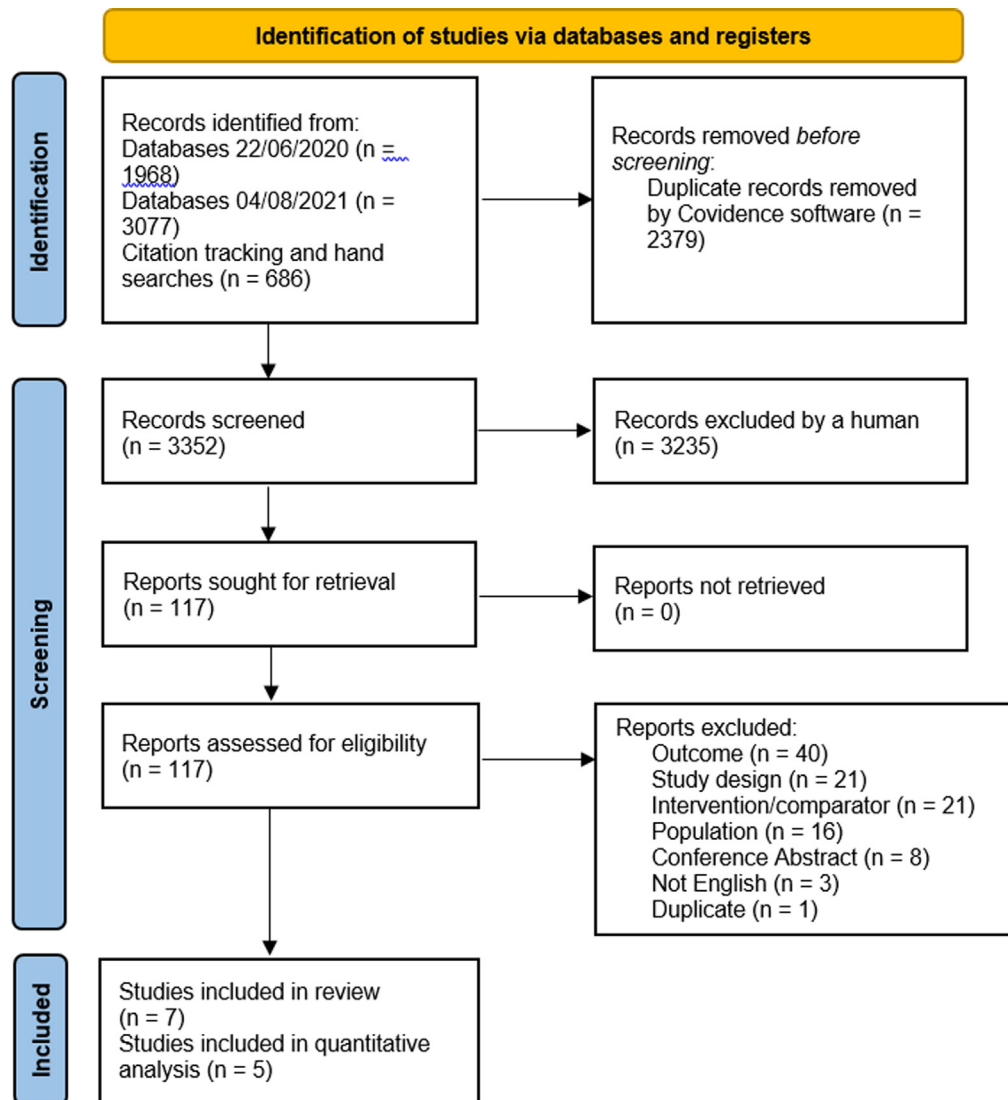 Identification of studies via databases and registers
Identification
Records identified from:
Databases 22/06/2020 (n =
1968)
Databases 04/08/2021 (n =
3077)
Citation tracking and hand
searches (n = 686)
Records removed before
screening:
Duplicate records removed
by Covidence software (n =
2379)
Screening
Records screened
(n = 3352)
Records excluded by a human
(n = 3235)
Reports sought for retrieval
(n = 117)
Reports not retrieved
(n = 0)
Reports assessed for eligibility
(n = 117)
Reports excluded:
Outcome (n = 40)
Study design (n = 21)
Intervention/comparator (n = 21)
Population (n = 16)
Conference Abstract (n = 8)
Not English (n = 3)
Duplicate (n = 1)
Included
Studies included in review
(n = 7)
Studies included in quantitative
analysis (n = 5)